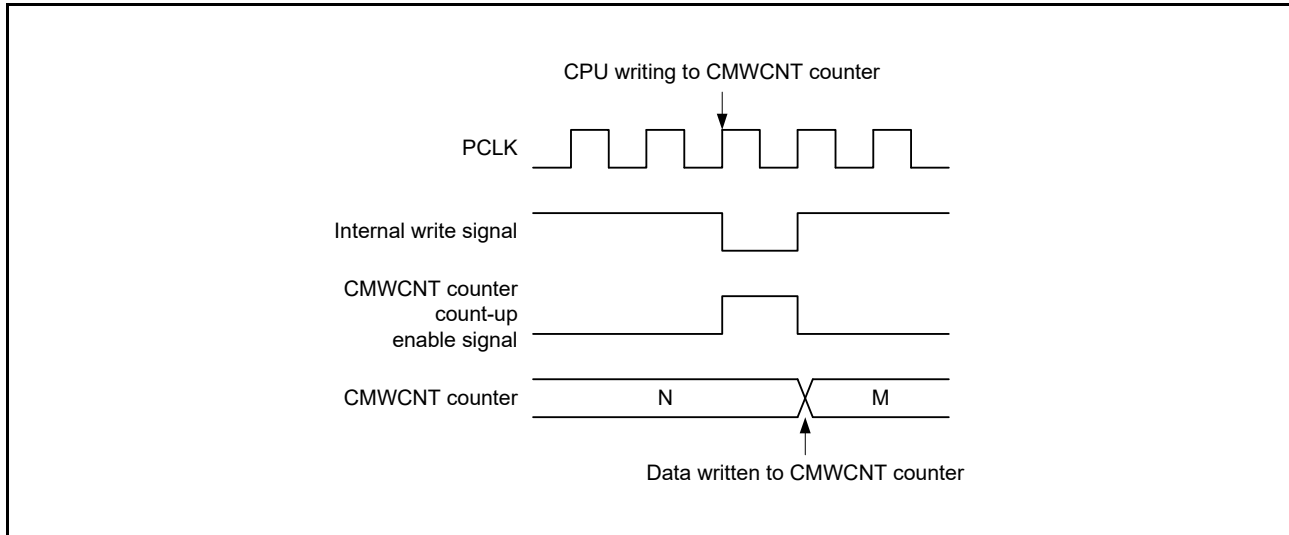 CPU writing to CMWCNT counter
PCLK
Internal write signal
CMWCNT counter
count-up
enable signal
CMWCNT counter
N
M
Data written to CMWCNT counter